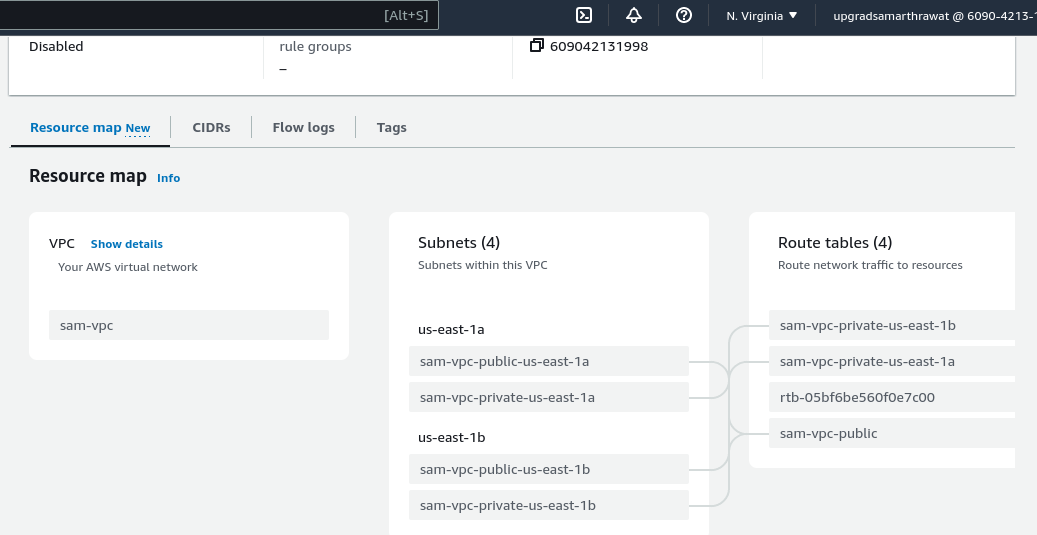 [Alt+S]
N. Virginia
upgradsamarthrawat @ 6090-4213-
Disabled
rule groups
–
609042131998
Resource map New
CIDRs
Flow logs
Tags
Resource map Info
VPC Show details
Your AWS virtual network
sam-vpc
Subnets (4)
Subnets within this VPC
us-east-1a
sam-vpc-public-us-east-1a
sam-vpc-private-us-east-1a
us-east-1b
sam-vpc-public-us-east-1b
sam-vpc-private-us-east-1b
Route tables (4)
Route network traffic to resources
sam-vpc-private-us-east-1b
sam-vpc-private-us-east-1a
rtb-05bf6be560f0e7c00
sam-vpc-public